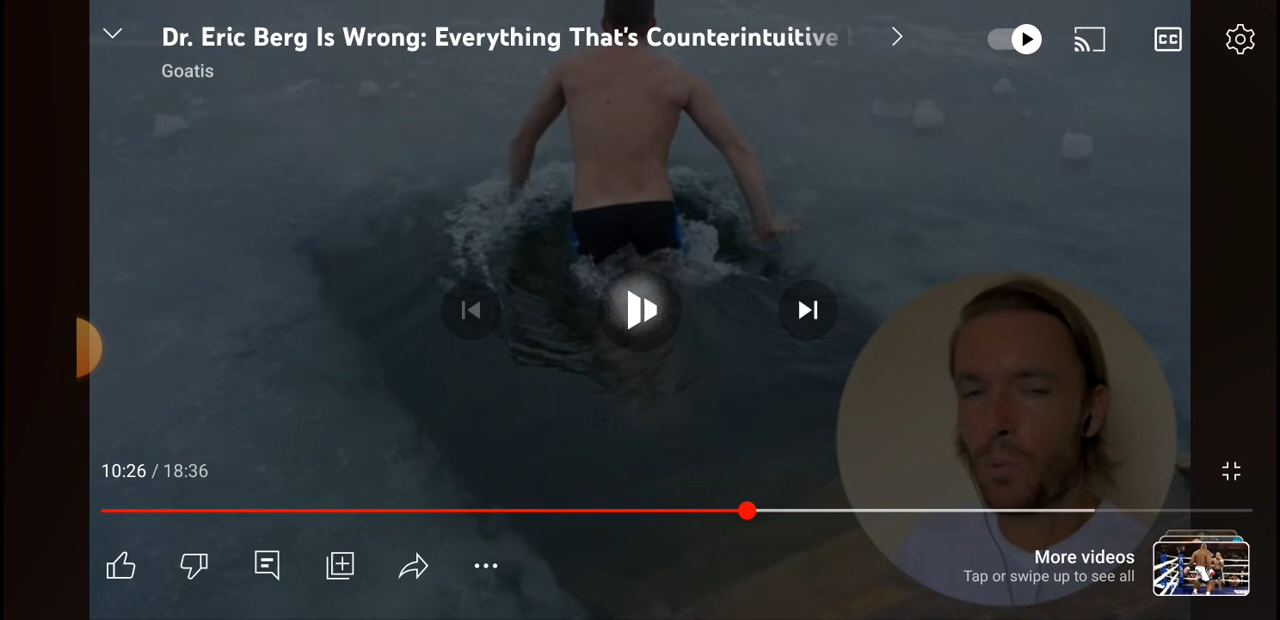 Dr. Eric Berg Is Wrong: Everything That's Counterintuitive
Goatis
CC
10:26 / 18:36
More videos
Tap or swipe up to see all